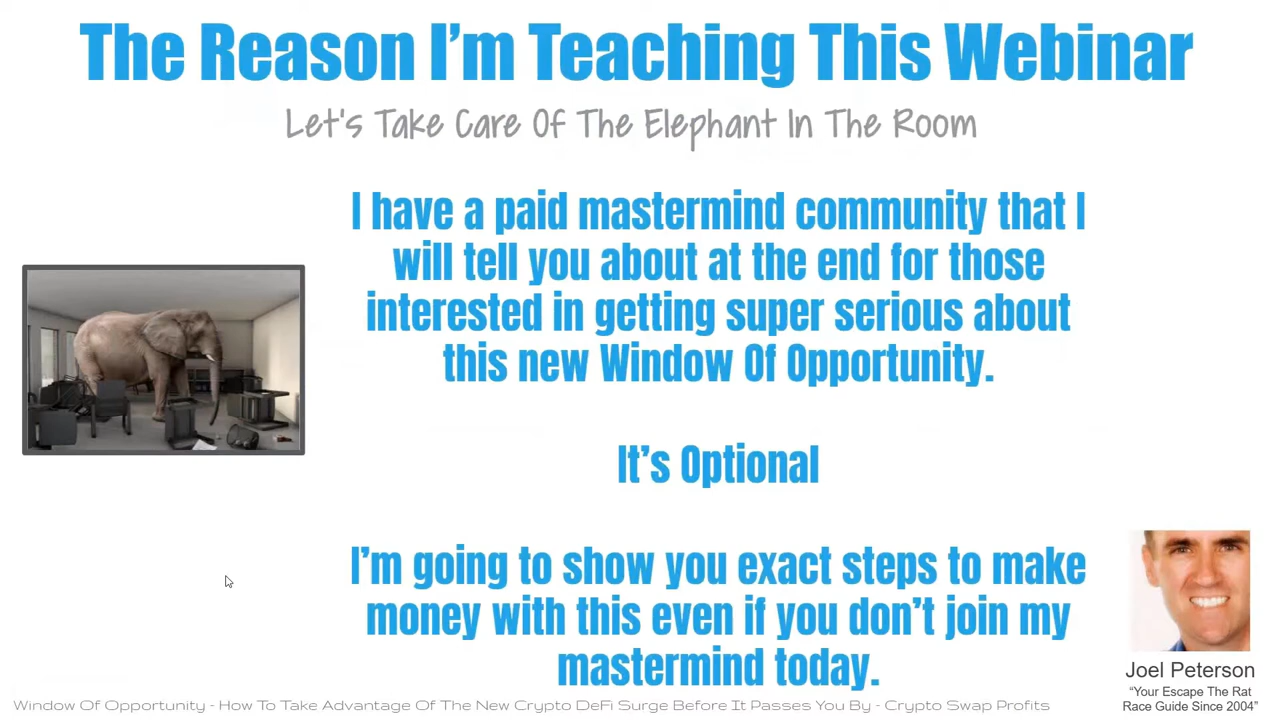 The Reason I'm Teaching This Webinar
Let's Take Care Of The Elephant In The Room
I have a paid mastermind community that I
will tell you about at the end for those
interested in getting super serious about
this new Window Of Opportunity.
It's Optional
I'm going to show you exact steps to make
money with this even if you don't join my
mastermind today.
Joel Peterson
"Your Escape The Rat
Race Guide Since 2004"
Window Of Opportunity - How To Take Advantage Of The New Crypto DeFi Surge Before It Passes You By - Crypto Swap Profits